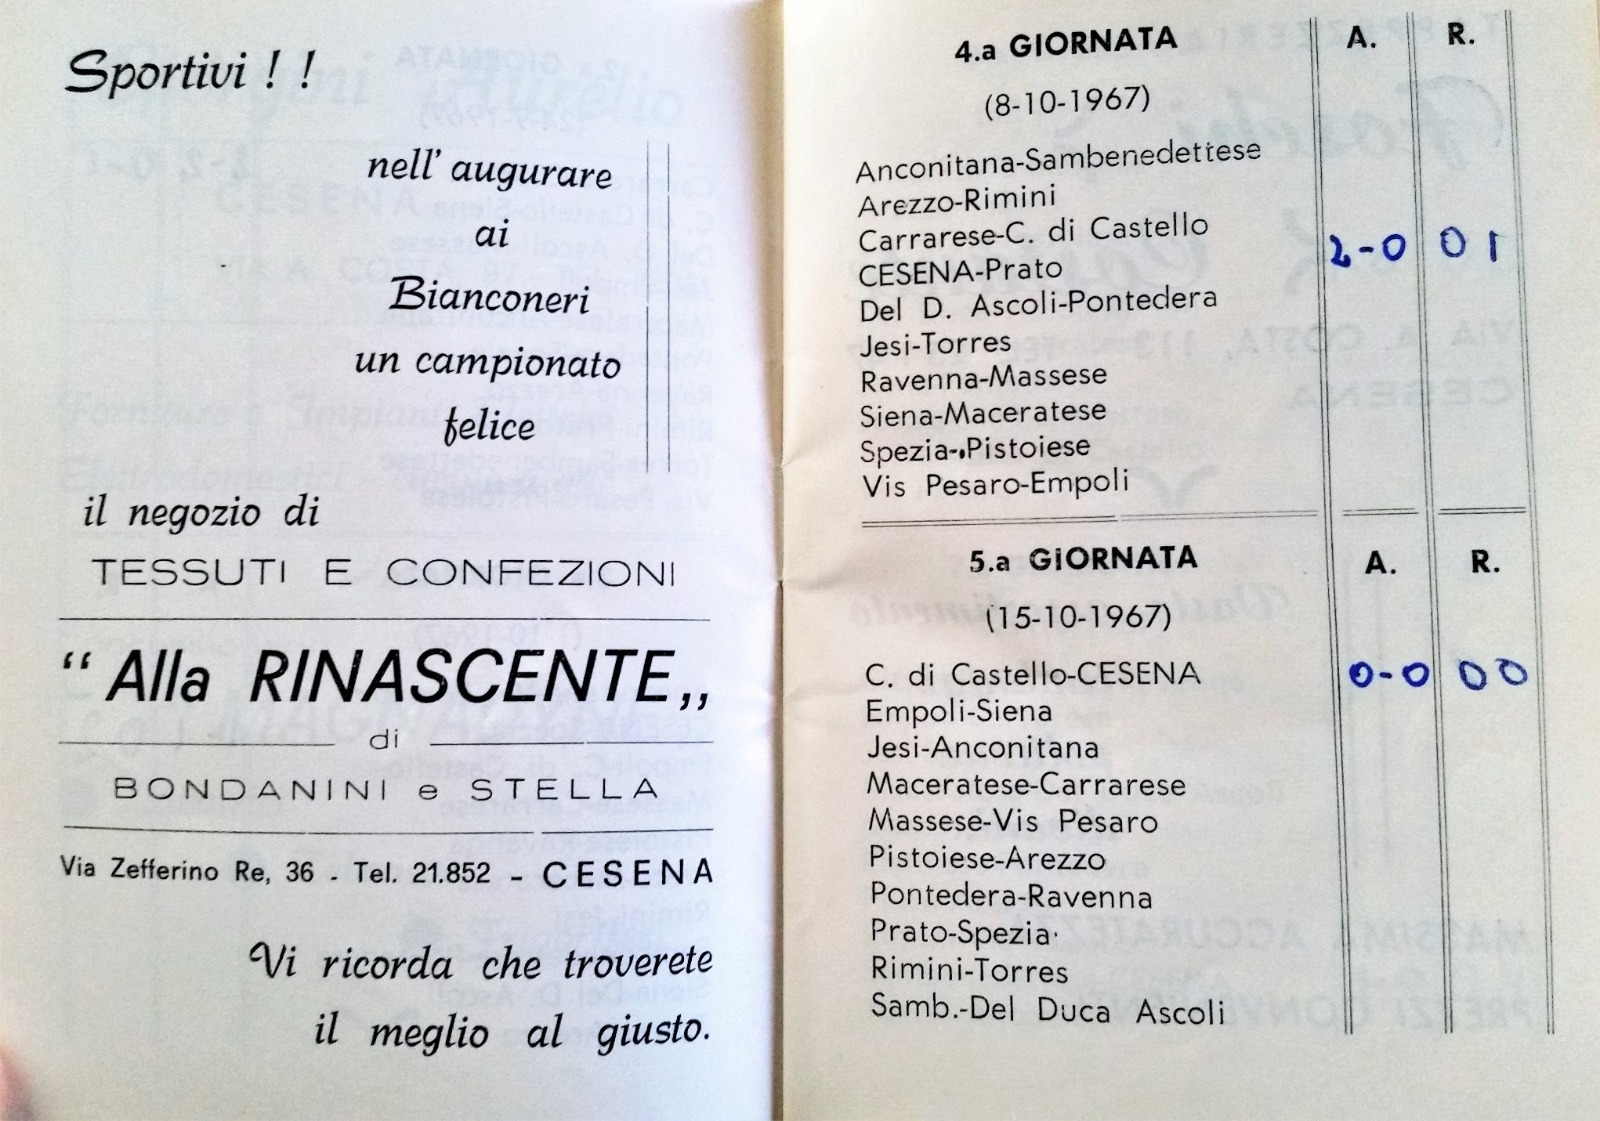 Sportivi ! !
nell' augurare
ai
Bianconeri
un campionato
felice
il negozio di
TESSUTI E CONFEZIONI
“Alla RINASCENTE„
di
BONDANINI e STELLA
Via Zefferino Re, 36 - Tel. 21.852 - CESENA
Vi ricorda che troverete
il meglio al giusto.
4.a GIORNATA A. R.
(8-10-1967)
Anconitana-Sambenedettese
Arezzo-Rimini
Carrarese-C. di Castello
CESENA-Prato 2-0 0 1
Del D. Ascoli-Pontedera
Jesi-Torres
Ravenna-Massese
Siena-Maceratese
Spezia-Pistoiese
Vis Pesaro-Empoli
5.a GIORNATA A. R.
(15-10-1967)
C. di Castello-CESENA 0-0 0 0
Empoli-Siena
Jesi-Anconitana
Maceratese-Carrarese
Massese-Vis Pesaro
Pistoiese-Arezzo
Pontedera-Ravenna
Prato-Spezia
Rimini-Torres
Samb.-Del Duca Ascoli